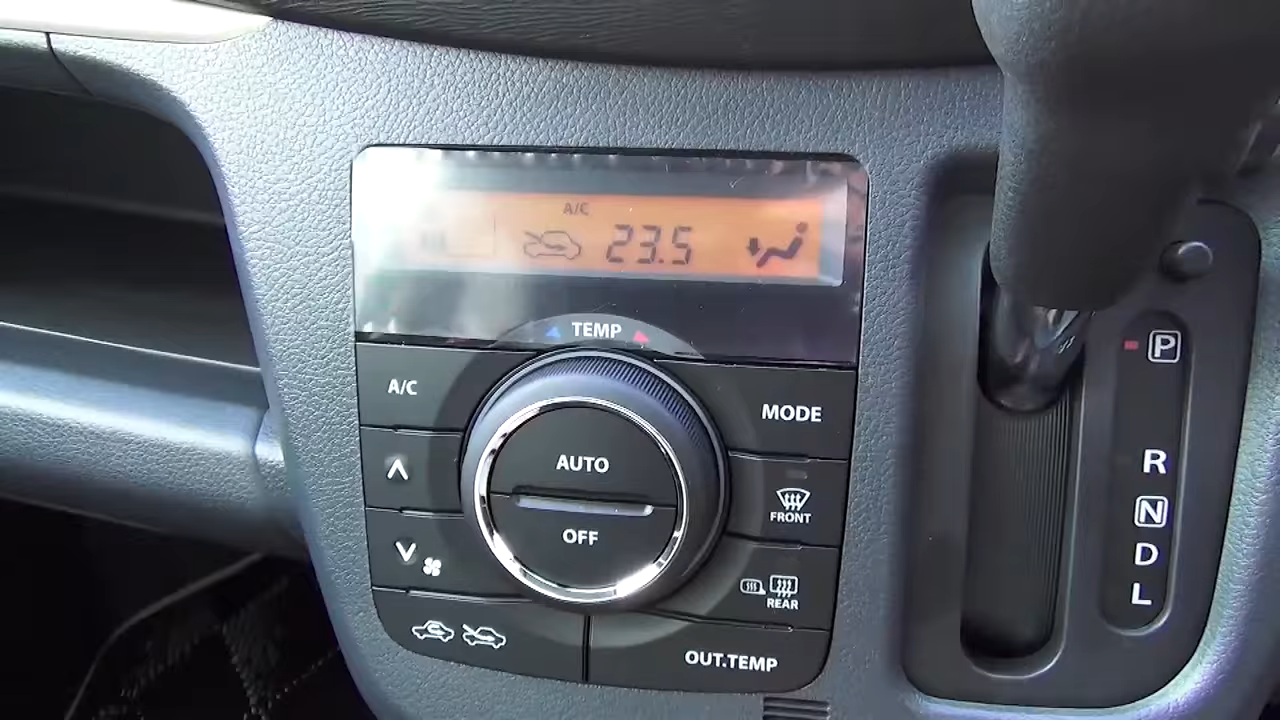 A/C
23.5
TEMP
A/C
MODE
AUTO
OFF
FRONT
REAR
OUT.TEMP
P
R
N
D
L